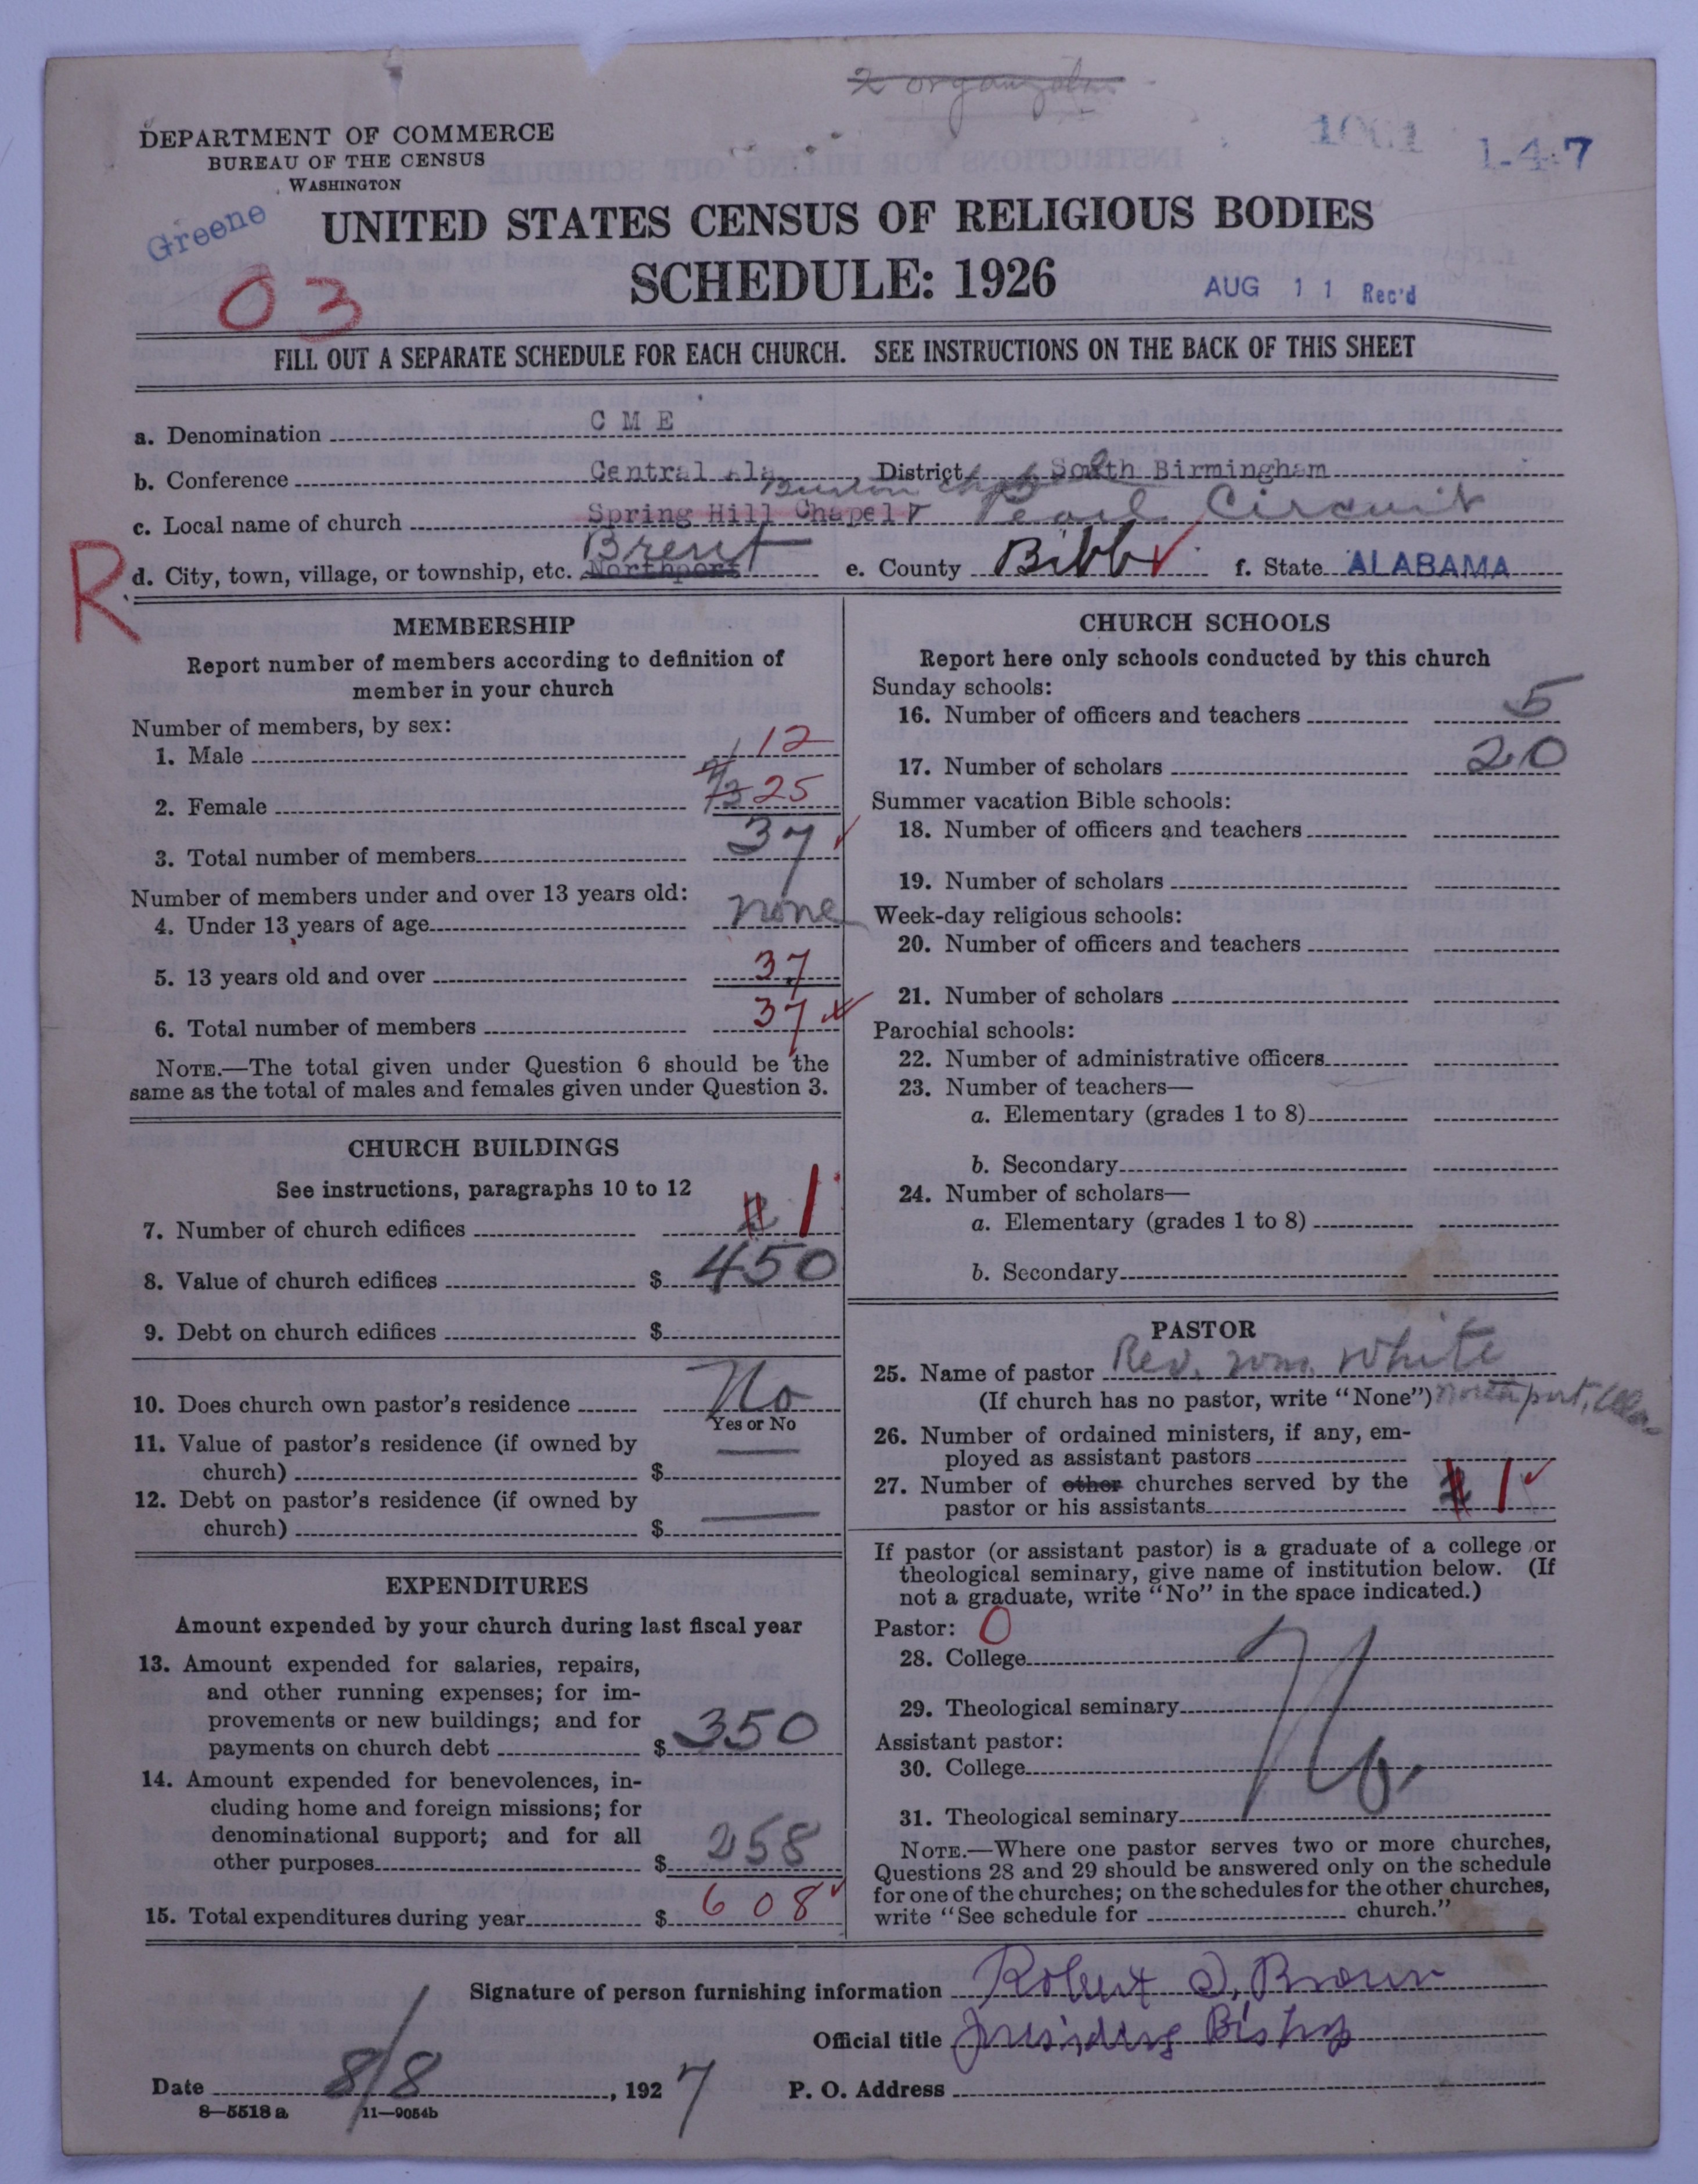 2 organizations
DEPARTMENT OF COMMERCE
BUREAU OF THE CENSUS
WASHINGTON
1-4-7
Greene
UNITED STATES CENSUS OF RELIGIOUS BODIES
03
SCHEDULE: 1926
AUG 11 Rec'd
FILL OUT A SEPARATE SCHEDULE FOR EACH CHURCH. SEE INSTRUCTIONS ON THE BACK OF THIS SHEET
a. Denomination C M E
b. Conference Central Ala District South Birmingham
c. Local name of church Spring Hill Chapel Pearl Circuit
R
d. City, town, village, or township, etc. Northport Brent e. County Bibb f. State ALABAMA
MEMBERSHIP
Report number of members according to definition of
member in your church
Number of members, by sex:
1. Male 12
2. Female 25
3. Total number of members 37
Number of members under and over 13 years old:
4. Under 13 years of age none
5. 13 years old and over 37
6. Total number of members 37
NOTE.—The total given under Question 6 should be the
same as the total of males and females given under Question 3.
CHURCH BUILDINGS
See instructions, paragraphs 10 to 12
7. Number of church edifices 2 1
8. Value of church edifices $ 450
9. Debt on church edifices $
10. Does church own pastor's residence No
Yes or No
11. Value of pastor's residence (if owned by
church) $
12. Debt on pastor's residence (if owned by
church) $
EXPENDITURES
Amount expended by your church during last fiscal year
13. Amount expended for salaries, repairs,
and other running expenses; for im-
provements or new buildings; and for
payments on church debt $ 350
14. Amount expended for benevolences, in-
cluding home and foreign missions; for
denominational support; and for all
other purposes $ 258
15. Total expenditures during year $ 608
CHURCH SCHOOLS
Report here only schools conducted by this church
Sunday schools:
16. Number of officers and teachers 5
17. Number of scholars 20
Summer vacation Bible schools:
18. Number of officers and teachers
19. Number of scholars
Week-day religious schools:
20. Number of officers and teachers
21. Number of scholars
Parochial schools:
22. Number of administrative officers
23. Number of teachers—
a. Elementary (grades 1 to 8)
b. Secondary
24. Number of scholars—
a. Elementary (grades 1 to 8)
b. Secondary
PASTOR
25. Name of pastor Rev. Wm. White
(If church has no pastor, write "None") Northport, Ala
26. Number of ordained ministers, if any, em-
ployed as assistant pastors
27. Number of other churches served by the
pastor or his assistants 2 1
If pastor (or assistant pastor) is a graduate of a college or
theological seminary, give name of institution below. (If
not a graduate, write "No" in the space indicated.)
Pastor: 0
28. College
29. Theological seminary
No.
Assistant pastor:
30. College
31. Theological seminary
NOTE.—Where one pastor serves two or more churches,
Questions 28 and 29 should be answered only on the schedule
for one of the churches; on the schedules for the other churches,
write "See schedule for church."
Signature of person furnishing information Robert S. Brown
Official title Presiding Bishop
Date 8/8, 1927 P. O. Address
8—5518 a 11—9054b